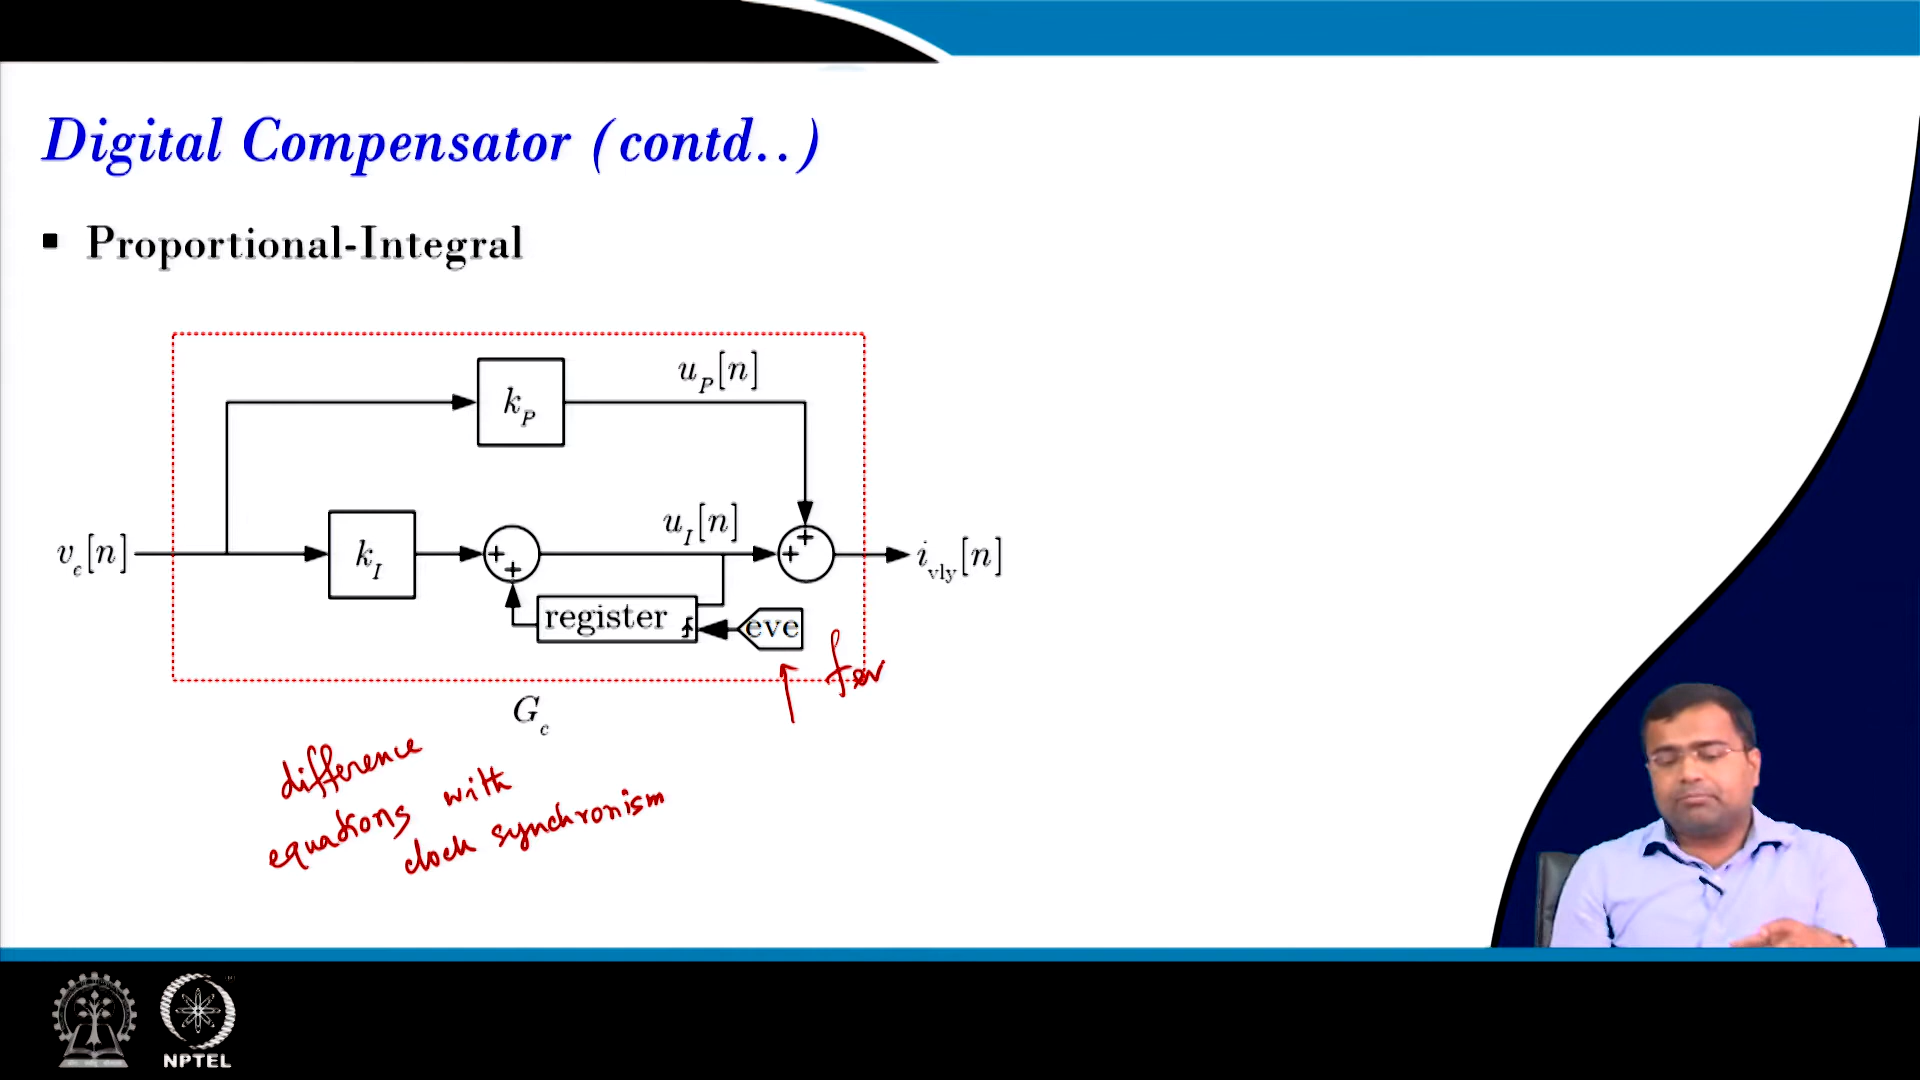 Digital Compensator (contd..)
▪ Proportional-Integral
k_P
u_P[n]
v_c[n]
k_I
+
+
u_I[n]
+
+
i_vly[n]
register
eve
G_c
difference
equations with
clock synchronism
NPTEL